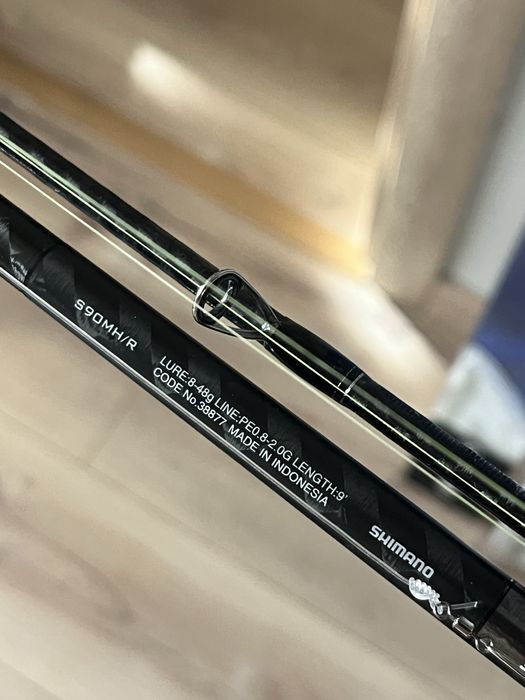 S90MH/R
LURE:8-48g LINE:PE0.8-2.0G LENGTH:9'
CODE No.38877 MADE IN INDONESIA
SHIMANO